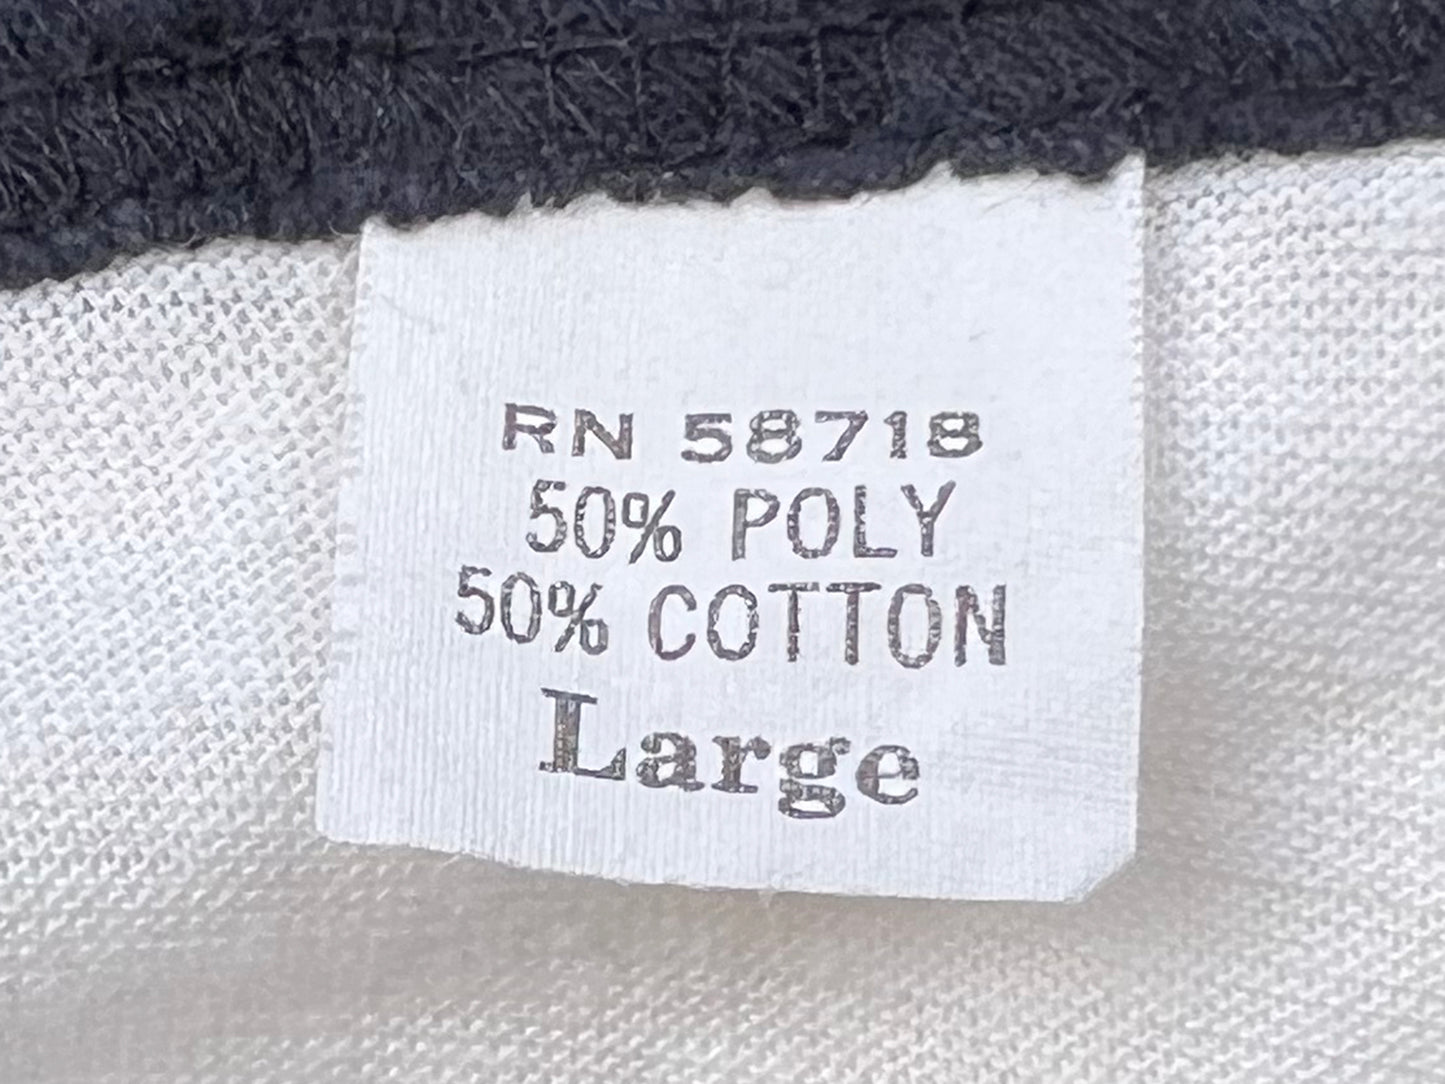 RN 58718
50% POLY
50% COTTON
Large